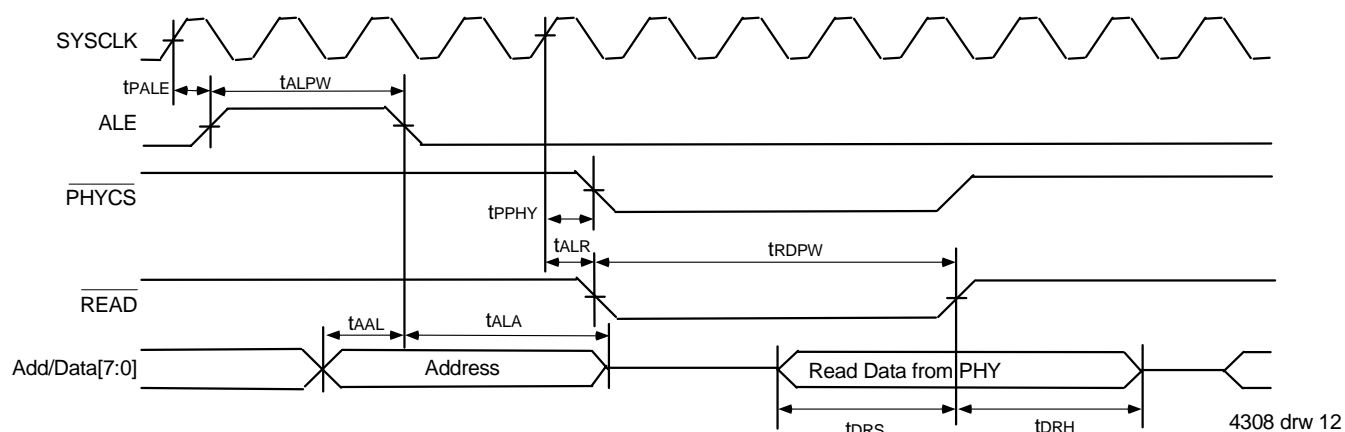 SYSCLK
tPALE
tALPW
ALE
PHYCS
tPPHY
tALR
tRDPW
READ
tAAL
tALA
Add/Data[7:0]
Address
Read Data from PHY
tDRS
tDRH
4308 drw 12